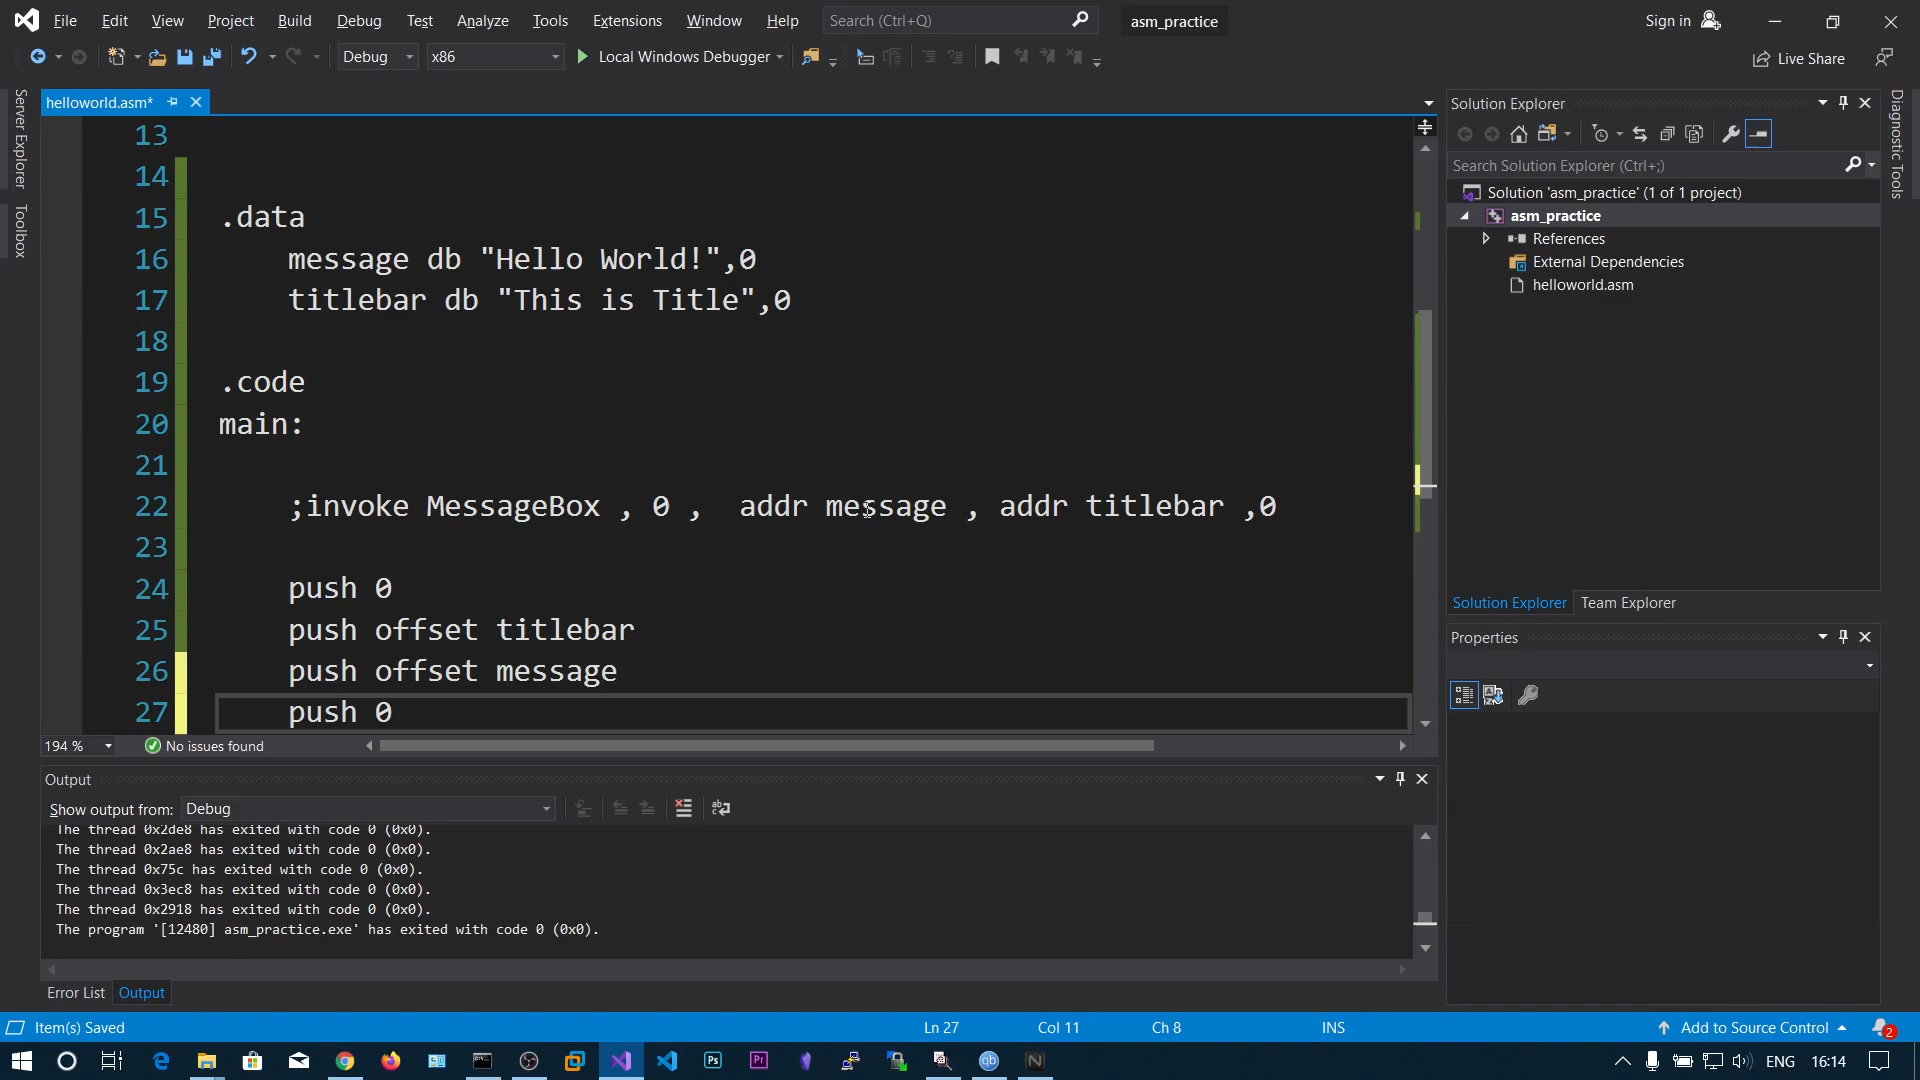 File Edit View Project Build Debug Test Analyze Tools Extensions Window Help Search (Ctrl+Q) asm_practice Sign in
Debug x86 Local Windows Debugger Live Share
Server Explorer
Toolbox
helloworld.asm*
13
14
15 .data
16 message db "Hello World!",0
17 titlebar db "This is Title",0
18
19 .code
20 main:
21
22 ;invoke MessageBox , 0 ,  addr message , addr titlebar ,0
23
24 push 0
25 push offset titlebar
26 push offset message
27 push 0
194 % No issues found
Output
Show output from: Debug
The thread 0x2de8 has exited with code 0 (0x0).
The thread 0x2ae8 has exited with code 0 (0x0).
The thread 0x75c has exited with code 0 (0x0).
The thread 0x3ec8 has exited with code 0 (0x0).
The thread 0x2918 has exited with code 0 (0x0).
The program '[12480] asm_practice.exe' has exited with code 0 (0x0).
Error List Output
Solution Explorer
Search Solution Explorer (Ctrl+;)
Solution 'asm_practice' (1 of 1 project)
asm_practice
References
External Dependencies
helloworld.asm
Solution Explorer Team Explorer
Properties
Diagnostic Tools
Item(s) Saved Ln 27 Col 11 Ch 8 INS Add to Source Control 2
Ps Pr qb N ENG 16:14